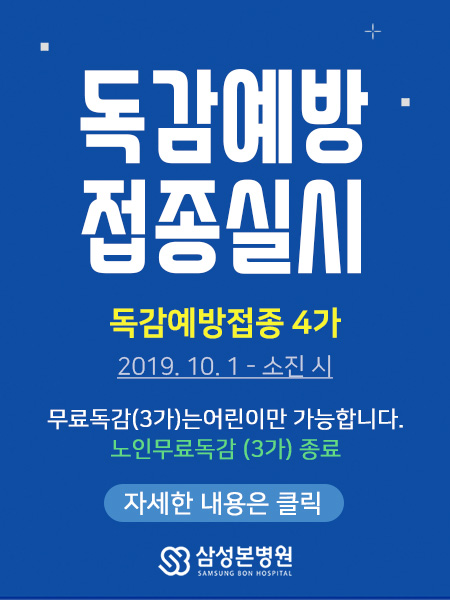 독감예방
접종실시
독감예방접종 4가
2019. 10. 1 - 소진 시
무료독감(3가)는어린이만 가능합니다.
노인무료독감 (3가) 종료
자세한 내용은 클릭
삼성본병원
SAMSUNG BON HOSPITAL